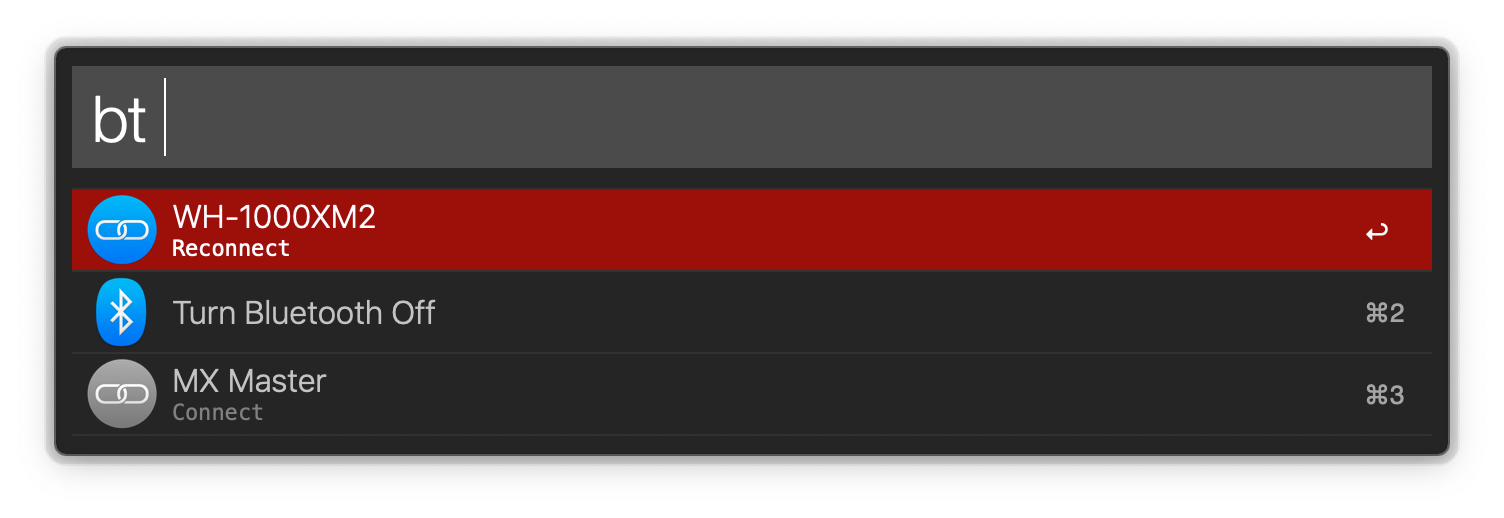 bt
WH-1000XM2
Reconnect
↩
Turn Bluetooth Off
⌘2
MX Master
Connect
⌘3